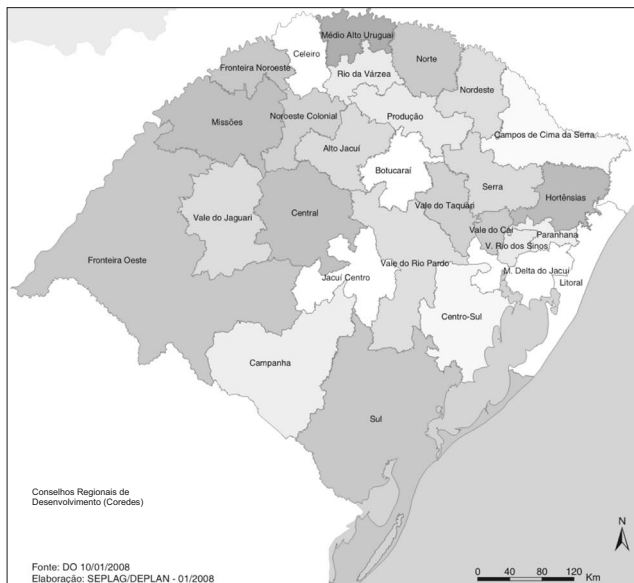 Médio Alto Uruguai
Celeiro
Norte
Fronteira Noroeste
Rio da Várzea
Nordeste
Missões
Noroeste Colonial
Produção
Campos de Cima da Serra
Alto Jacuí
Botucaraí
Serra
Hortênsias
Vale do Jaguari
Central
Vale do Taquari
Vale do Caí
Paranhana
V. Rio dos Sinos
Fronteira Oeste
Vale do Rio Pardo
Jacuí Centro
M. Delta do Jacuí
Litoral
Centro-Sul
Campanha
Sul
Conselhos Regionais de
Desenvolvimento (Coredes)
N
Fonte: DO 10/01/2008
Elaboração: SEPLAG/DEPLAN - 01/2008
0 40 80 120 Km